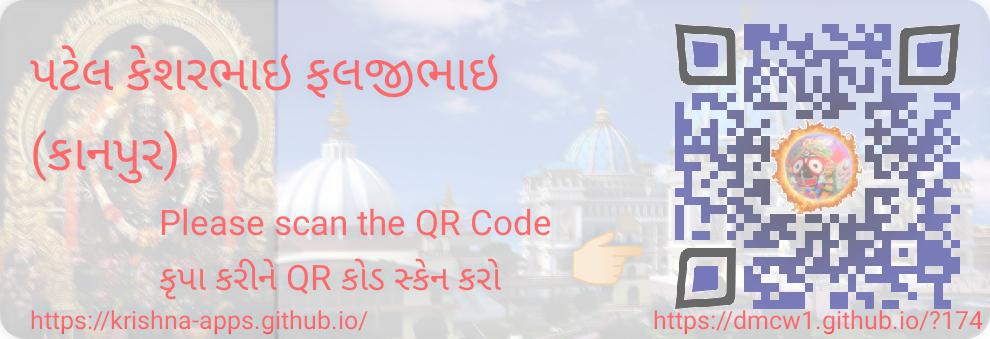 પટેલ કેશરભાઇ ફલજીભાઇ
(કાનપુર)
Please scan the QR Code
કૃપા કરીને QR કોડ સ્કેન કરો
https://krishna-apps.github.io/
https://dmcw1.github.io/?174